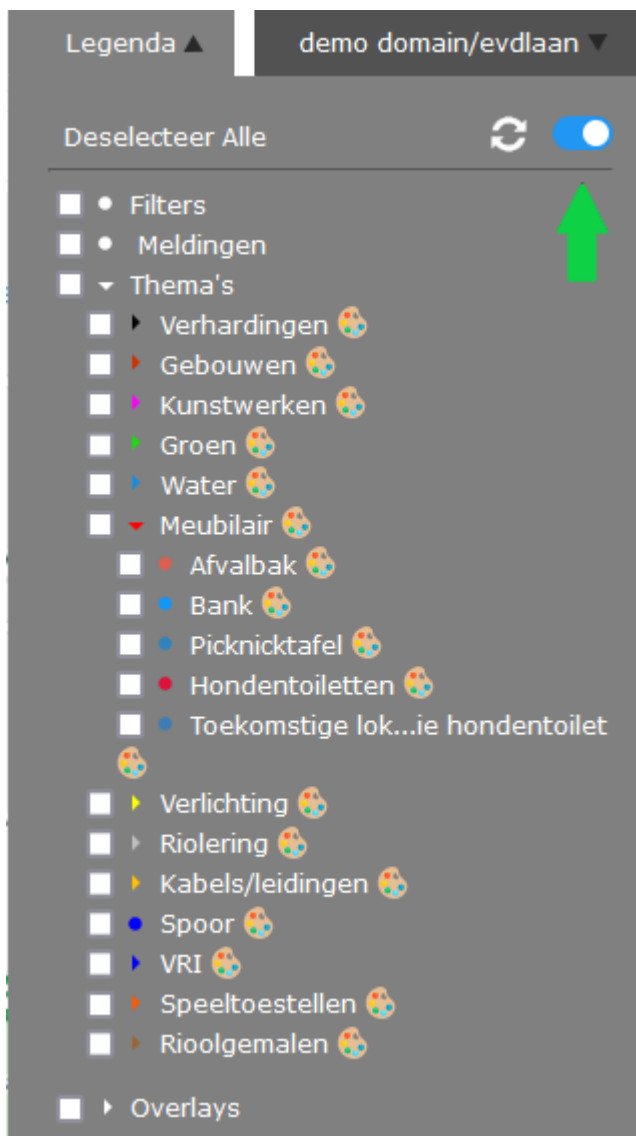 Legenda ▲ demo domain/evdlaan ▼
Deselecteer Alle
Filters
Meldingen
Thema's
Verhardingen
Gebouwen
Kunstwerken
Groen
Water
Meubilair
Afvalbak
Bank
Picknicktafel
Hondentoiletten
Toekomstige lok...ie hondentoilet
Verlichting
Riolering
Kabels/leidingen
Spoor
VRI
Speeltoestellen
Rioolgemalen
Overlays